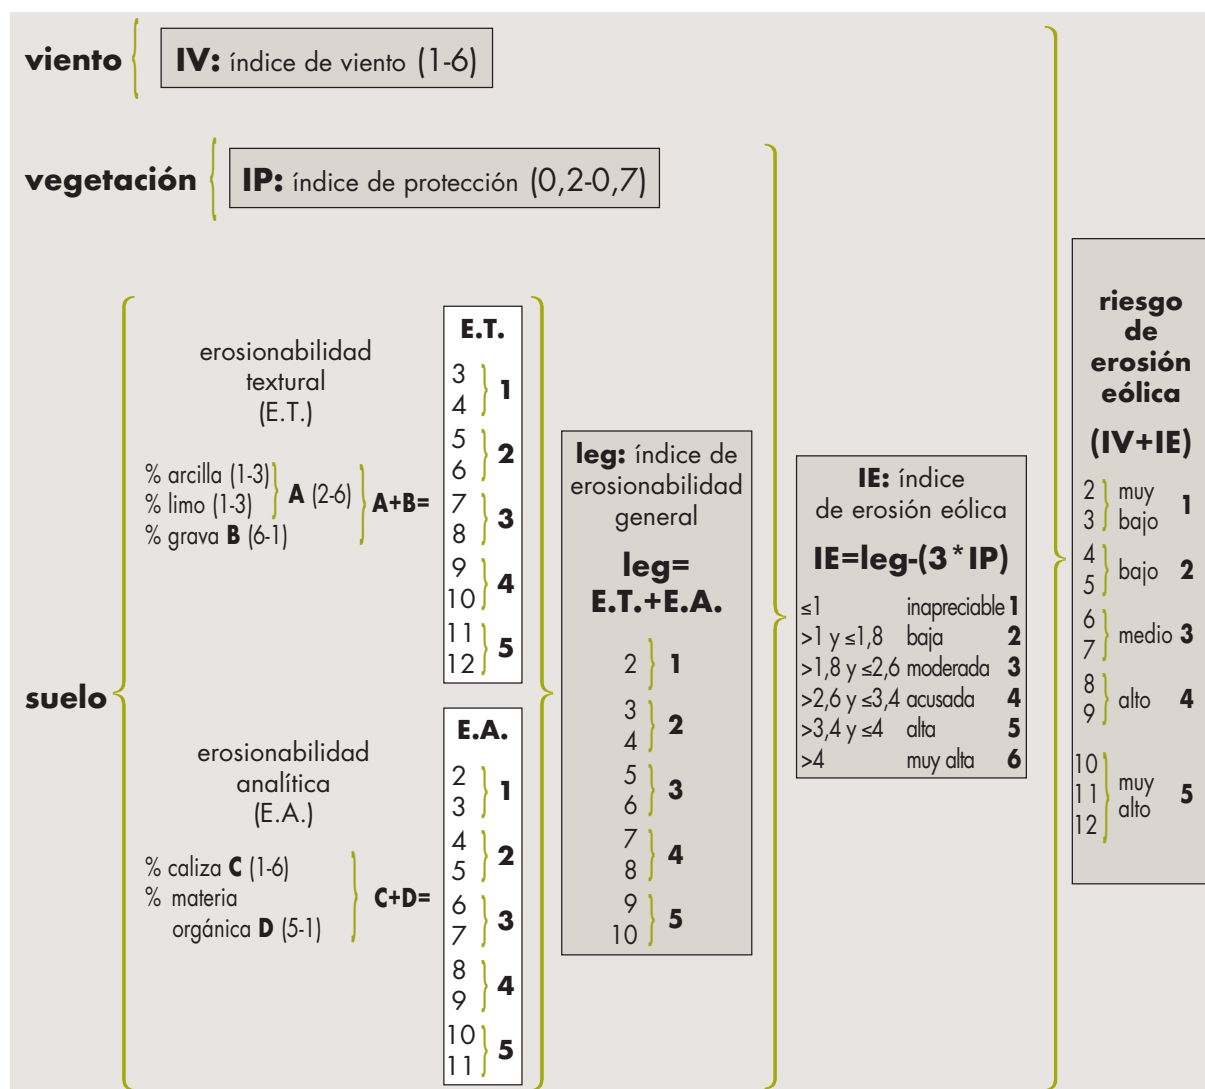 viento
IV: índice de viento (1-6)
vegetación
IP: índice de protección (0,2-0,7)
suelo
erosionabilidad
textural
(E.T.)
% arcilla (1-3)
% limo (1-3)
A (2-6)
% grava B (6-1)
A+B=
E.T.
3
4
1
5
6
2
7
8
3
9
10
4
11
12
5
erosionabilidad
analítica
(E.A.)
% caliza C (1-6)
% materia
orgánica D (5-1)
C+D=
E.A.
2
3
1
4
5
2
6
7
3
8
9
4
10
11
5
leg: índice de
erosionabilidad
general
leg=
E.T.+E.A.
2
1
3
4
2
5
6
3
7
8
4
9
10
5
IE: índice
de erosión eólica
IE=leg-(3*IP)
≤1 inapreciable 1
>1 y ≤1,8 baja 2
>1,8 y ≤2,6 moderada 3
>2,6 y ≤3,4 acusada 4
>3,4 y ≤4 alta 5
>4 muy alta 6
riesgo
de
erosión
eólica
(IV+IE)
2
3
muy
bajo
1
4
5
bajo
2
6
7
medio
3
8
9
alto
4
10
11
12
muy
alto
5